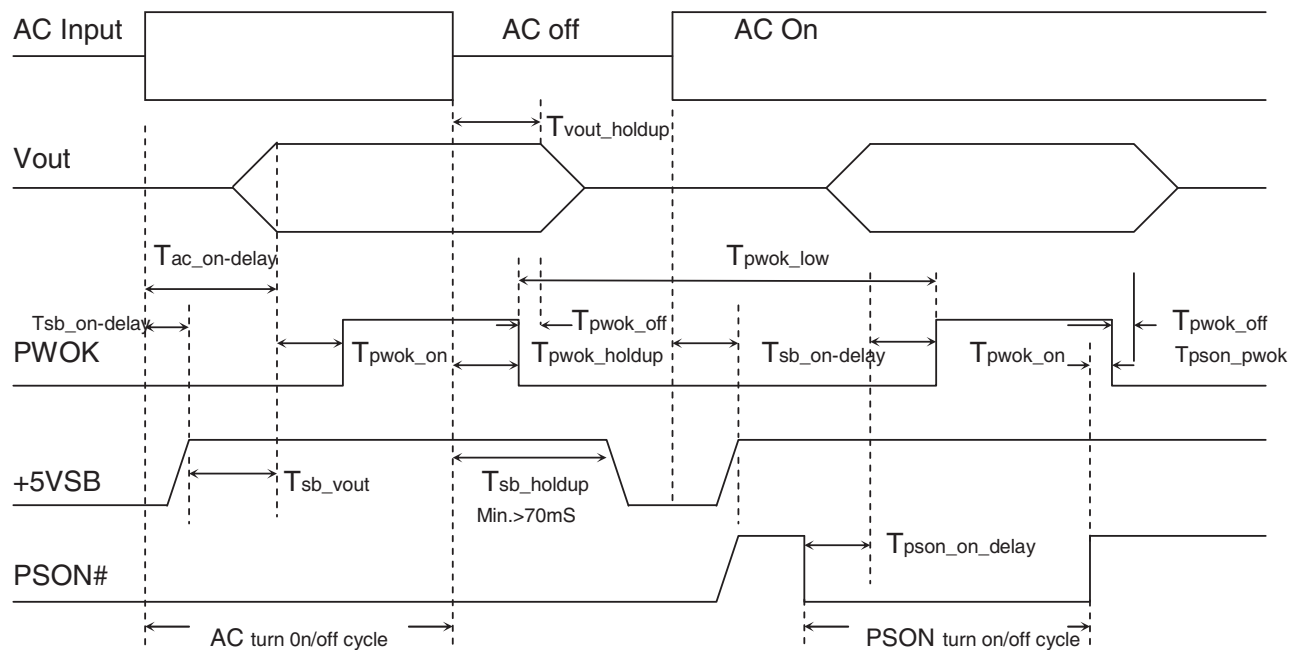 AC Input
AC off
AC On
Tvout_holdup
Vout
Tac_on-delay
Tpwok_low
Tsb_on-delay
Tpwok_off
Tpwok_off
PWOK
Tpwok_on
Tpwok_holdup
Tsb_on-delay
Tpwok_on
Tpson_pwok
+5VSB
Tsb_vout
Tsb_holdup
Min.>70mS
Tpson_on_delay
PSON#
AC turn 0n/off cycle
PSON turn on/off cycle